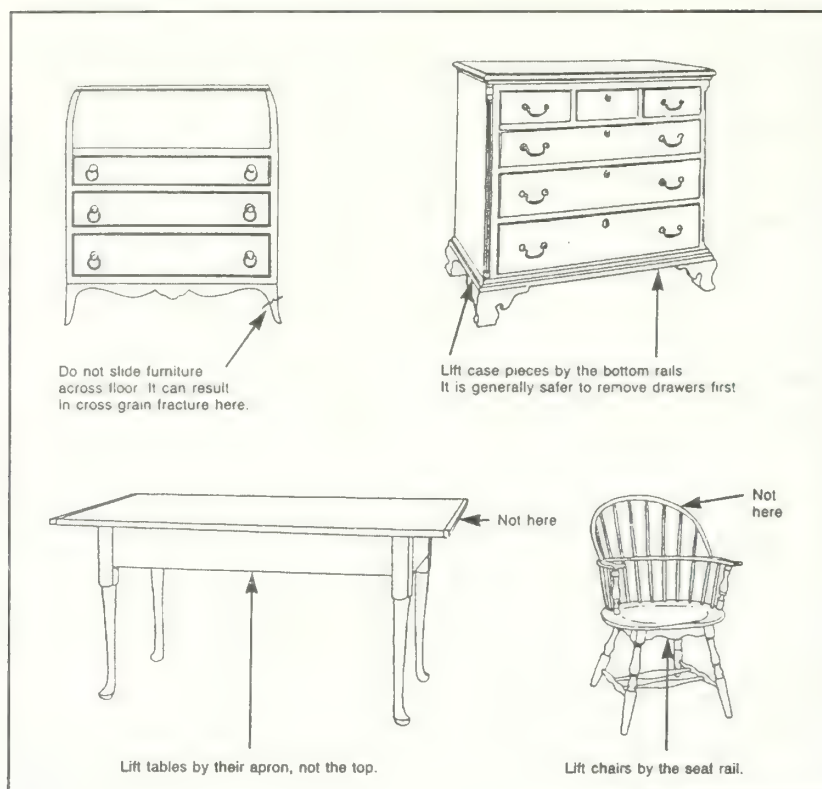 Do not slide furniture
across floor. It can result
in cross grain fracture here.
Lift case pieces by the bottom rails
It is generally safer to remove drawers first
Not here
Not
here
Lift tables by their apron, not the top.
Lift chairs by the seat rail.